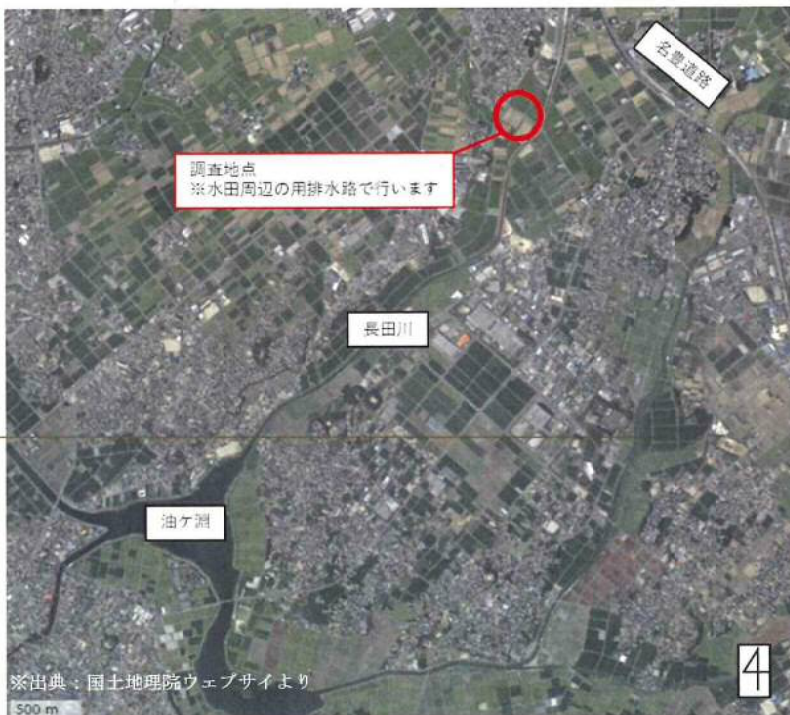 名豊道路
調査地点
※水田周辺の用排水路で行います
長田川
油ケ淵
※出典：国土地理院ウェブサイより
500 m
4